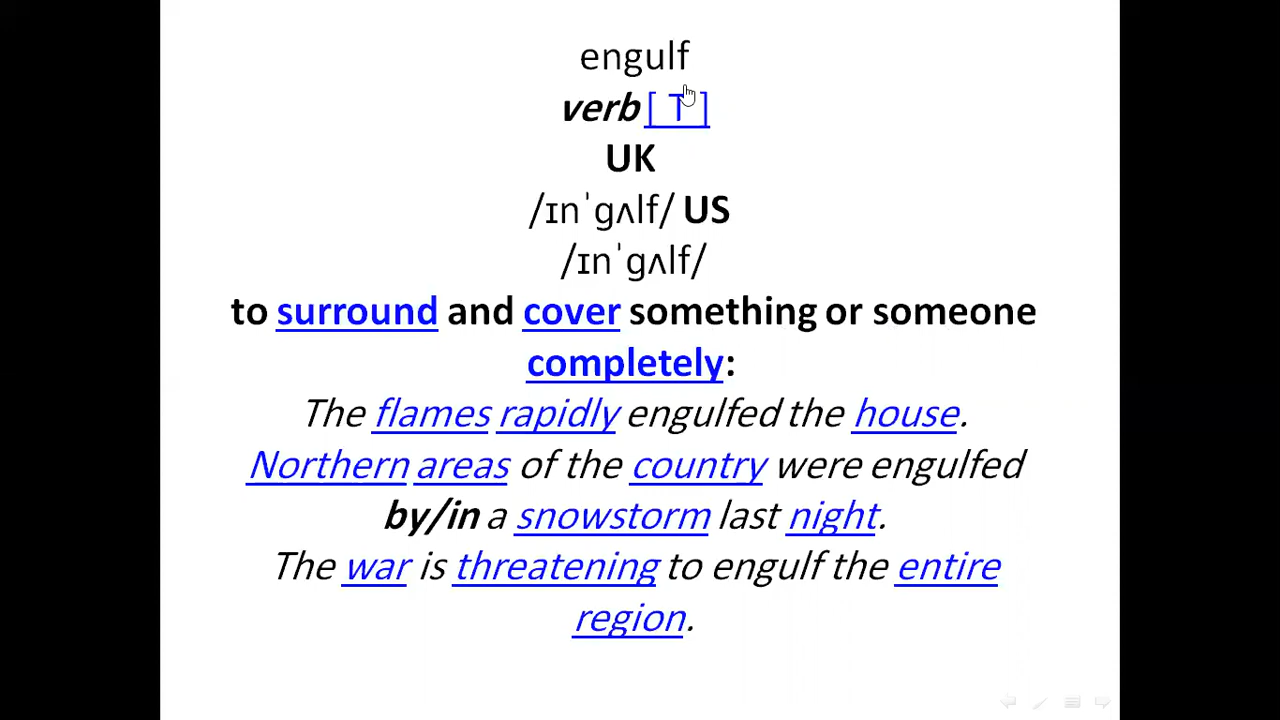 engulf
verb [ T ]
UK
/ɪnˈɡʌlf/ US
/ɪnˈɡʌlf/
to surround and cover something or someone
completely:
The flames rapidly engulfed the house.
Northern areas of the country were engulfed
by/in a snowstorm last night.
The war is threatening to engulf the entire
region.